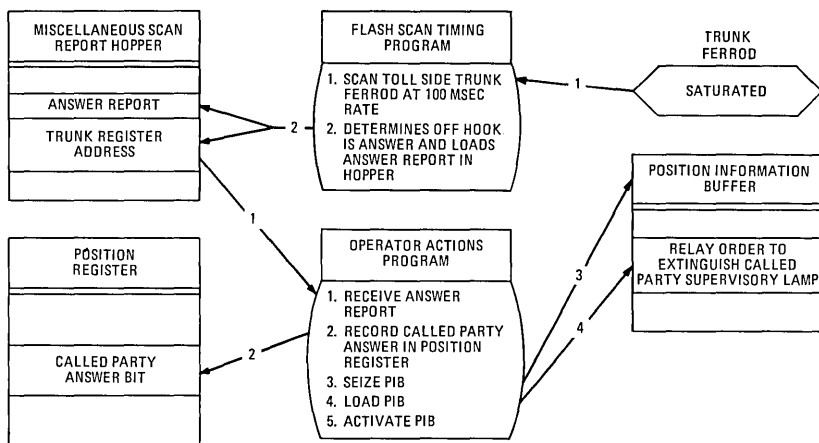 MISCELLANEOUS SCAN
REPORT HOPPER
ANSWER REPORT
TRUNK REGISTER
ADDRESS
FLASH SCAN TIMING
PROGRAM
1. SCAN TOLL SIDE TRUNK
FERROD AT 100 MSEC
RATE
2. DETERMINES OFF HOOK
IS ANSWER AND LOADS
ANSWER REPORT IN
HOPPER
TRUNK
FERROD
SATURATED
1
2
POSITION INFORMATION
BUFFER
RELAY ORDER TO
EXTINGUISH CALLED
PARTY SUPERVISORY LAMP
1
POSITION
REGISTER
CALLED PARTY
ANSWER BIT
2
OPERATOR ACTIONS
PROGRAM
1. RECEIVE ANSWER
REPORT
2. RECORD CALLED PARTY
ANSWER IN POSITION
REGISTER
3. SEIZE PIB
4. LOAD PIB
5. ACTIVATE PIB
3
4